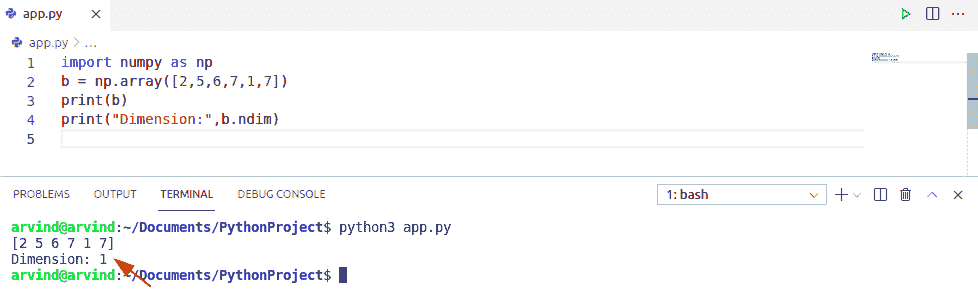 app.py
app.py > ...
1 import numpy as np
2 b = np.array([2,5,6,7,1,7])
3 print(b)
4 print("Dimension:",b.ndim)
5
PROBLEMS OUTPUT TERMINAL DEBUG CONSOLE 1: bash
arvind@arvind:~/Documents/PythonProject$ python3 app.py
[2 5 6 7 1 7]
Dimension: 1
arvind@arvind:~/Documents/PythonProject$